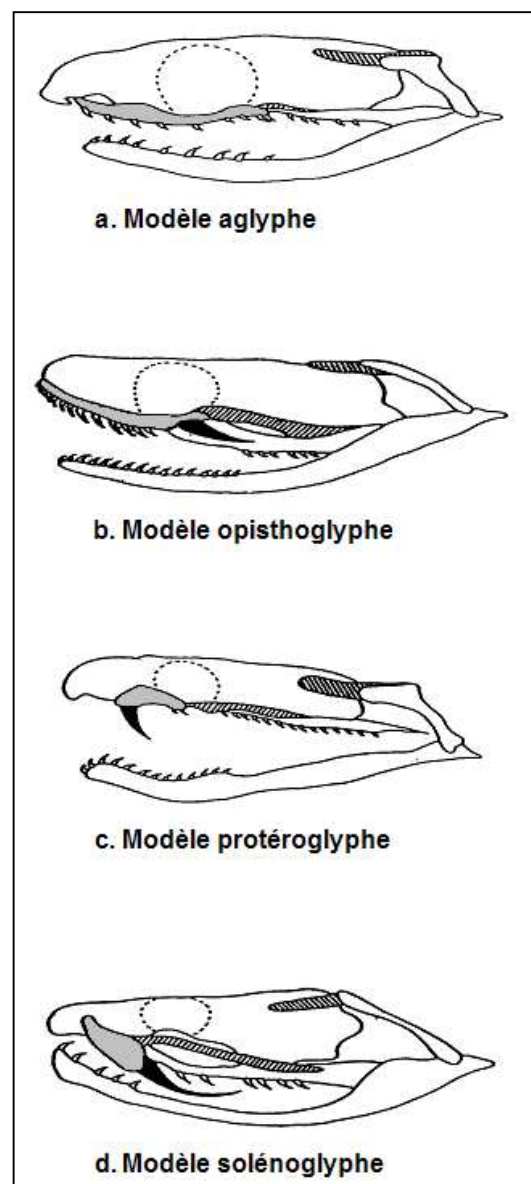 a. Modèle aglyphe
b. Modèle opisthoglyphe
c. Modèle protéroglyphe
d. Modèle solénoglyphe